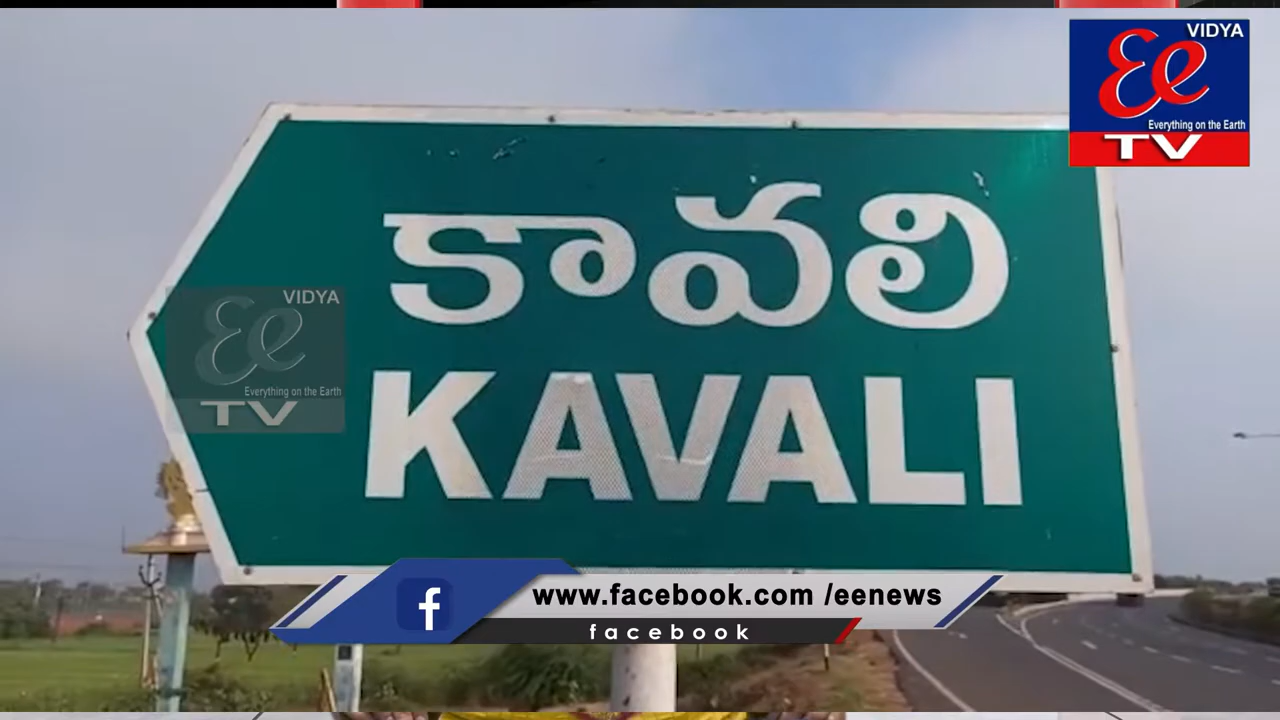 VIDYA
Ee
Everything on the Earth
TV
కావలి
KAVALI
VIDYA
Ee
Everything on the Earth
TV
f
www.facebook.com /eenews
facebook